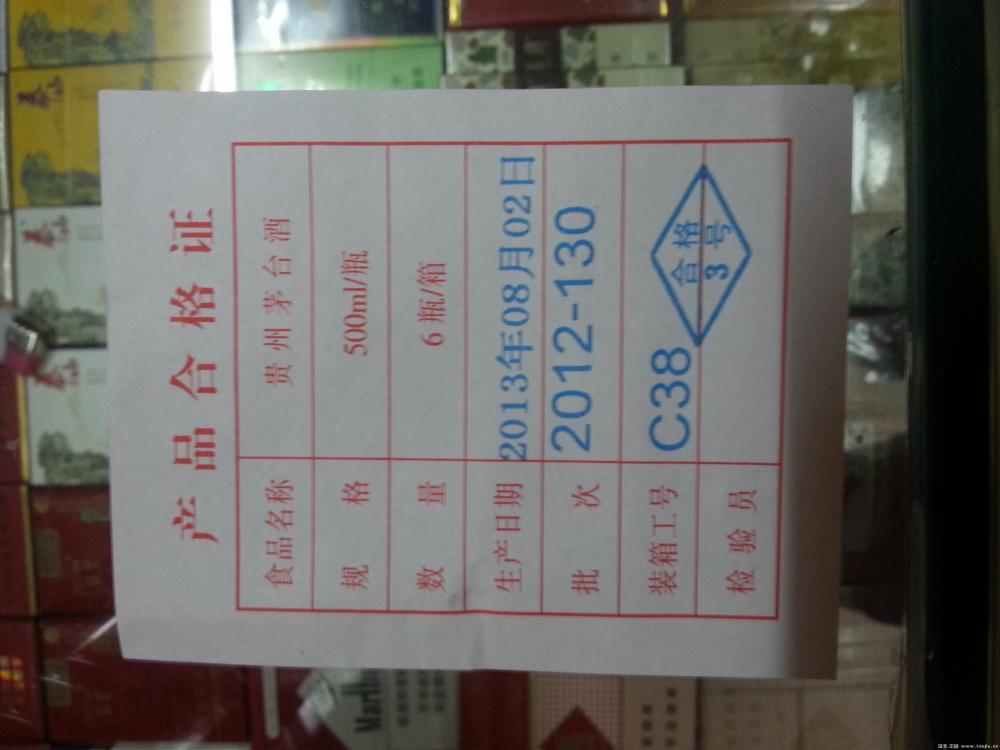 产品合格证
食品名称 贵州茅台酒
规格 500ml/瓶
数量 6瓶/箱
生产日期 2013年08月02日
批次 2012-130
装箱工号 C38
检验员 合格
3号
Marlb